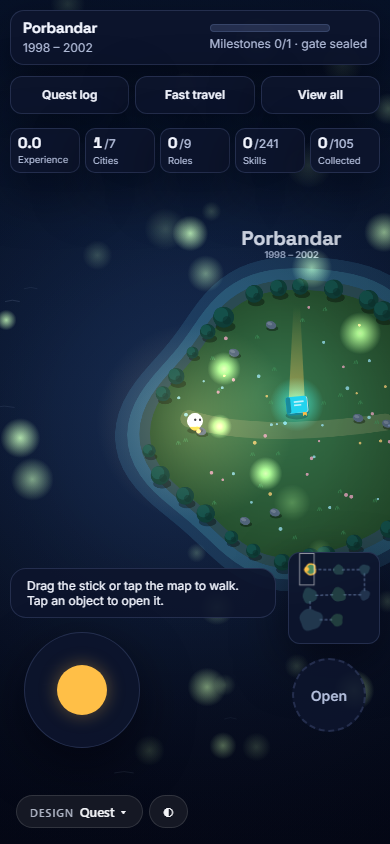 Porbandar
1998 – 2002
Milestones 0/1 · gate sealed
Quest log
Fast travel
View all
0.0
Experience
1/7
Cities
0/9
Roles
0/241
Skills
0/105
Collected
Porbandar
1998 – 2002
Drag the stick or tap the map to walk.
Tap an object to open it.
Open
DESIGN Quest